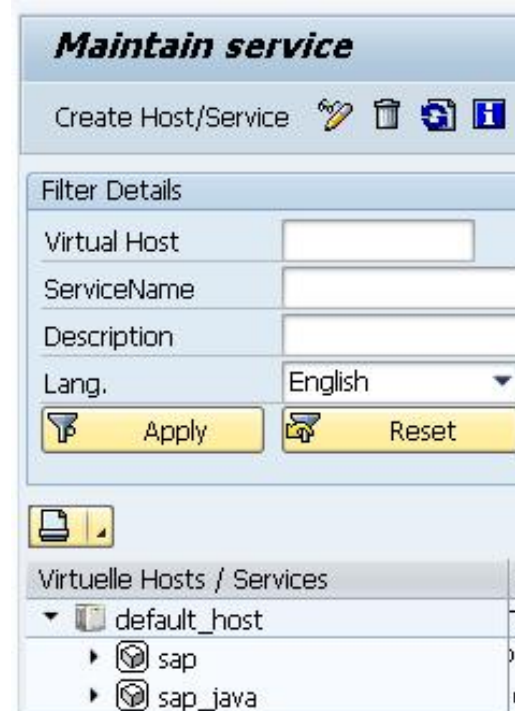 Maintain service
Create Host/Service
Filter Details
Virtual Host
ServiceName
Description
Lang. English
Apply Reset
Virtuelle Hosts / Services
default_host
sap
sap_java